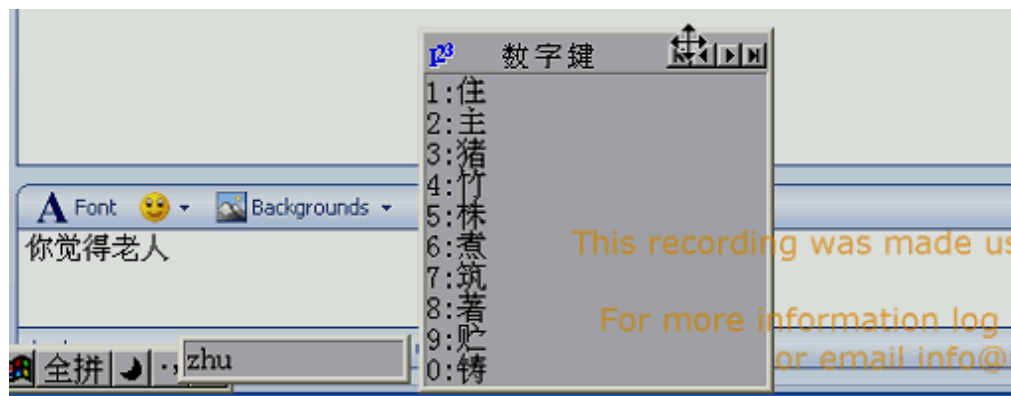 数字鍵
1:住
2:主
3:猪
4:竹
5:株
6:煮
7:筑
8:著
9:贮
0:铸
Font
Backgrounds
你觉得老人
This recording was made us
For more information log
or email info@
全拼
zhu